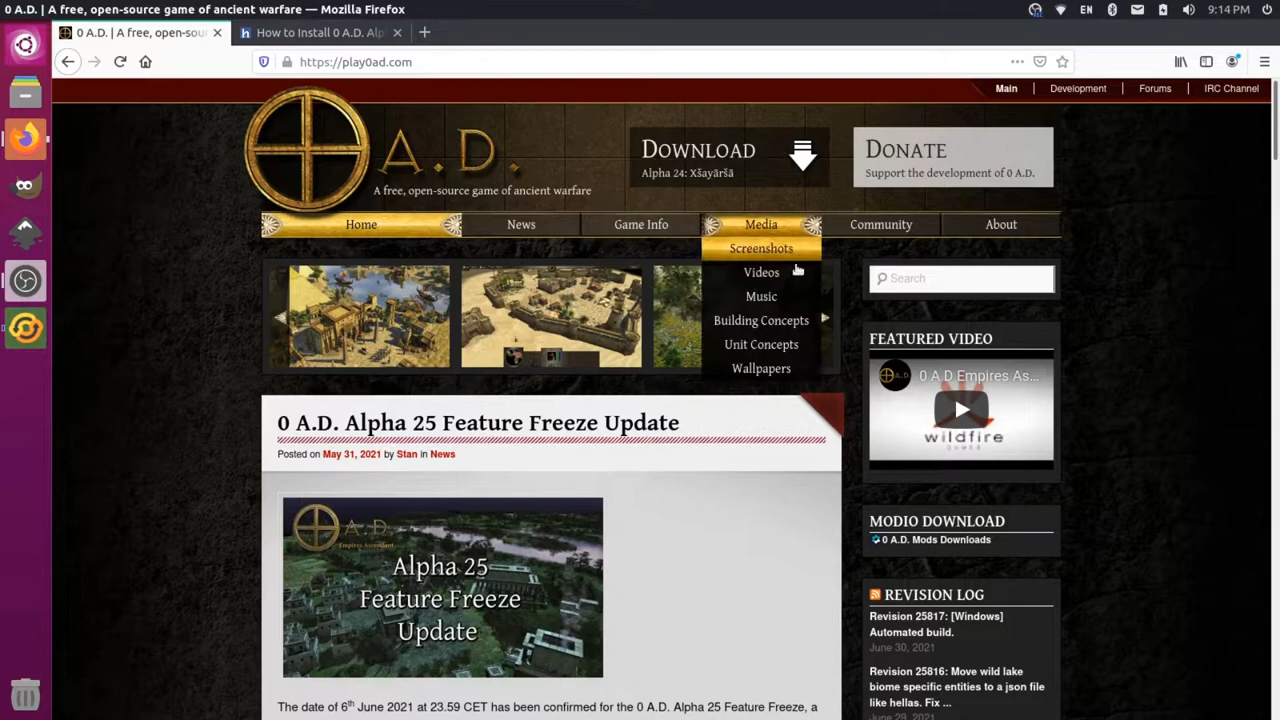 0 A.D. | A free, open-source game of ancient warfare — Mozilla Firefox
EN
9:14 PM
0 A.D. | A free, open-sou
How to Install 0 A.D. Alp
https://play0ad.com
Main
Development
Forums
IRC Channel
A.D.
A free, open-source game of ancient warfare
DOWNLOAD
Alpha 24: Xšayāršā
DONATE
Support the development of 0 A.D.
Home
News
Game Info
Media
Community
About
Screenshots
Videos
Music
Building Concepts
Unit Concepts
Wallpapers
Search
FEATURED VIDEO
0 A.D Empires As...
wildfire
0 A.D. Alpha 25 Feature Freeze Update
Posted on May 31, 2021 by Stan in News
A.D.
Empires Ascendant
Alpha 25
Feature Freeze
Update
The date of 6th June 2021 at 23.59 CET has been confirmed for the 0 A.D. Alpha 25 Feature Freeze, a
MODIO DOWNLOAD
0 A.D. Mods Downloads
REVISION LOG
Revision 25817: [Windows]
Automated build.
June 30, 2021
Revision 25816: Move wild lake
biome specific entities to a json file
like hellas. Fix ...
June 29, 2021